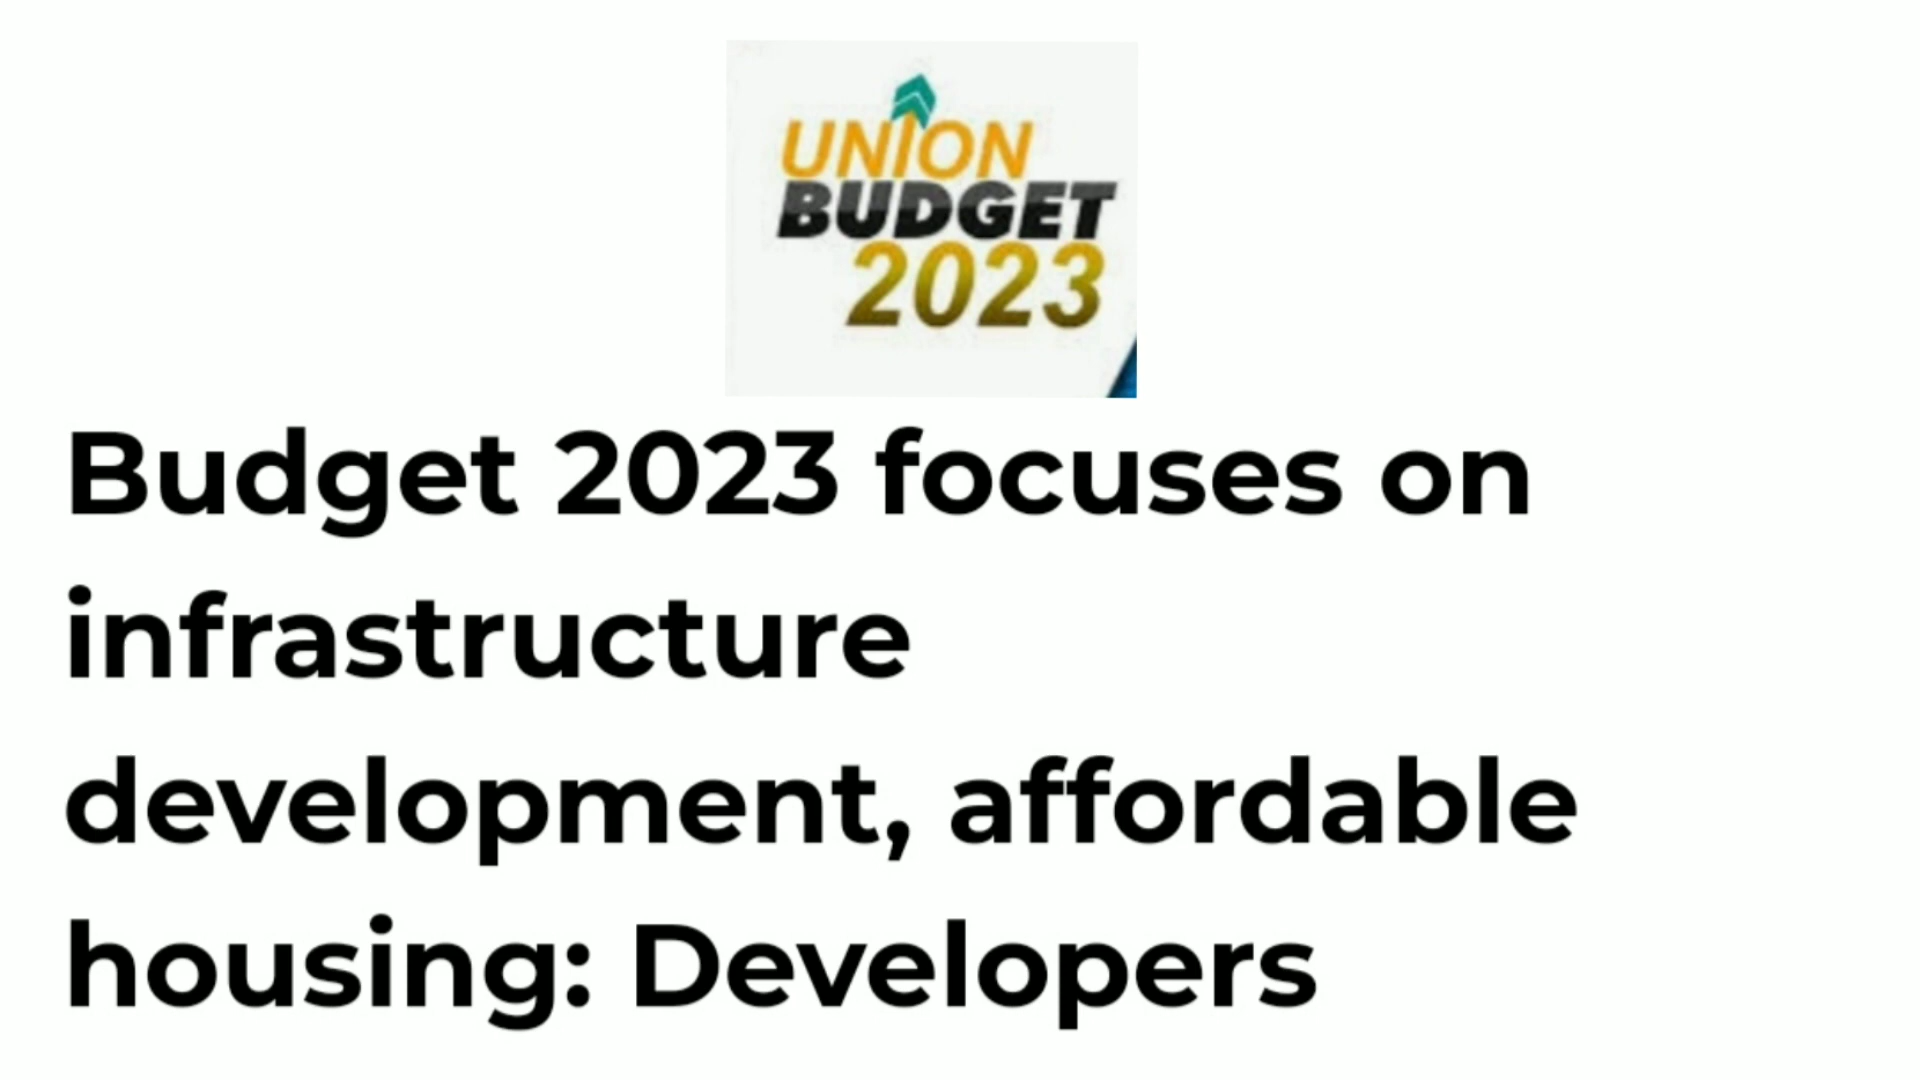 UNION
BUDGET
2023
Budget 2023 focuses on
infrastructure
development, affordable
housing: Developers